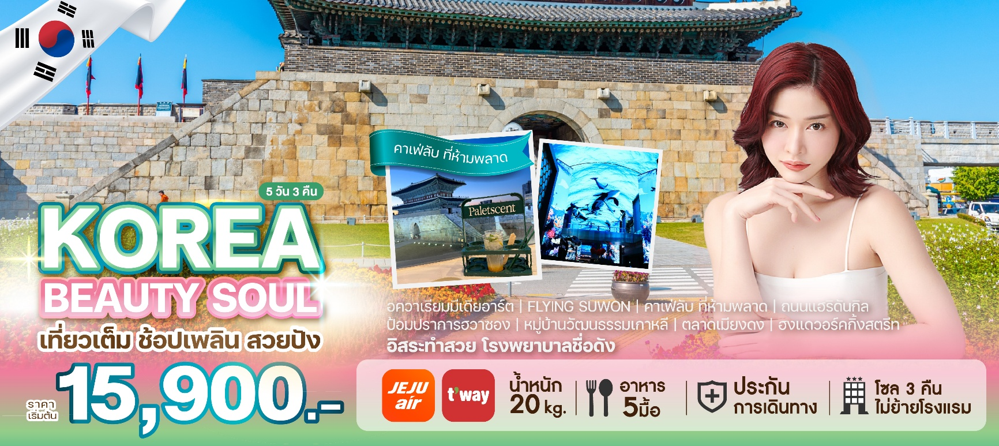 คาเฟ่ลับ ที่ห้ามพลาด
Paletscent
5 วัน 3 คืน
KOREA
BEAUTY SOUL
เที่ยวเต็ม ช้อปเพลิน สวยปัง
ราคา
เริ่มต้น
15,900.-
อควาเรียมมีเดียอาร์ต | FLYING SUWON | คาเฟ่ลับ ที่ห้ามพลาด | ถนนแฮรดันกิล
ป้อมปราการฮวาซอง | หมู่บ้านวัฒนธรรมเกาหลี | ตลาดเมียงดง | ฮงแดวอร์คกิ้งสตรีท
อิสระทำสวย โรงพยาบาลชื่อดัง
JEJU
air
t'way
น้ำหนัก
20 kg.
อาหาร
5มื้อ
ประกัน
การเดินทาง
โซล 3 คืน
ไม่ย้ายโรงแรม